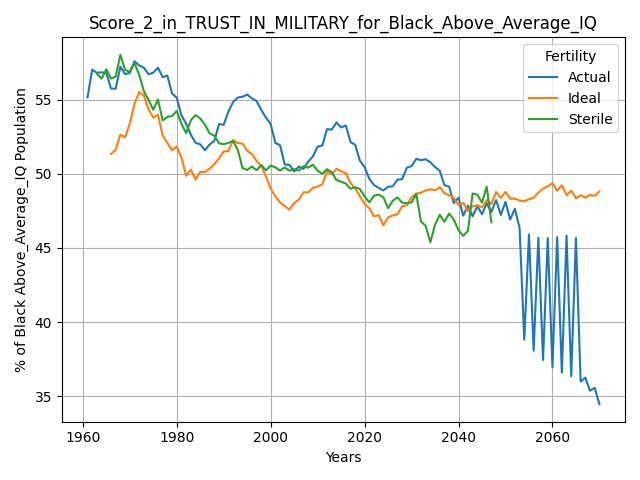 Score_2_in_TRUST_IN_MILITARY_for_Black_Above_Average_IQ
% of Black Above_Average_IQ Population
55
50
45
40
35
Fertility
Actual
Ideal
Sterile
1960 1980 2000 2020 2040 2060
Years